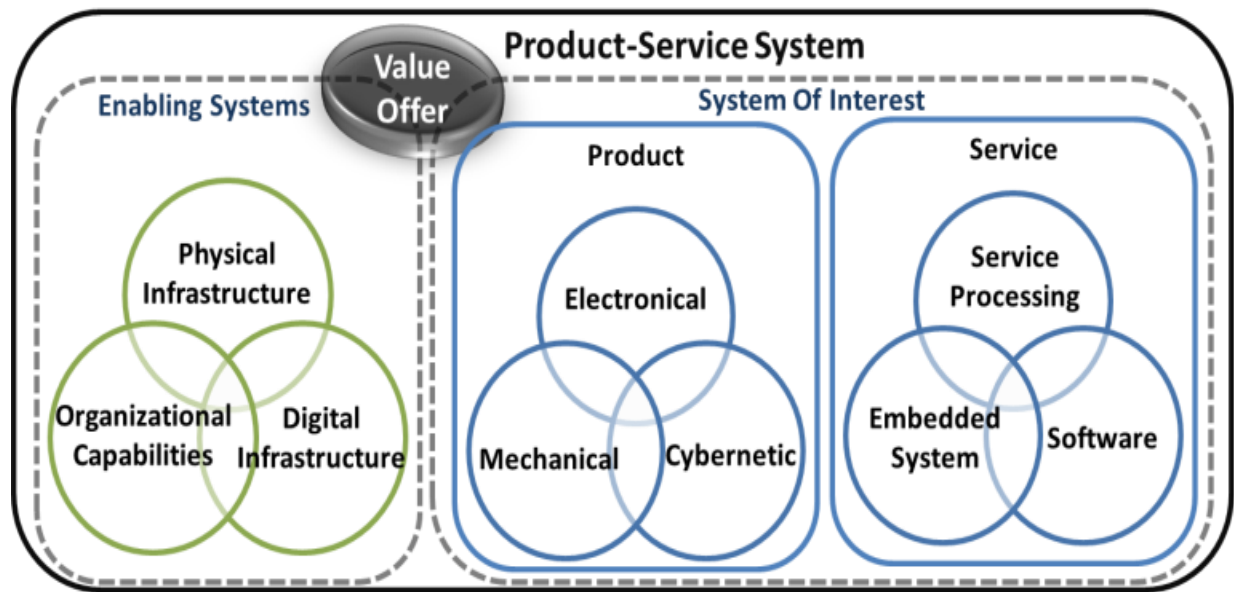 Product-Service System
Value
Offer
Enabling Systems
System Of Interest
Physical
Infrastructure
Organizational
Capabilities
Digital
Infrastructure
Product
Electronical
Mechanical
Cybernetic
Service
Service
Processing
Embedded
System
Software